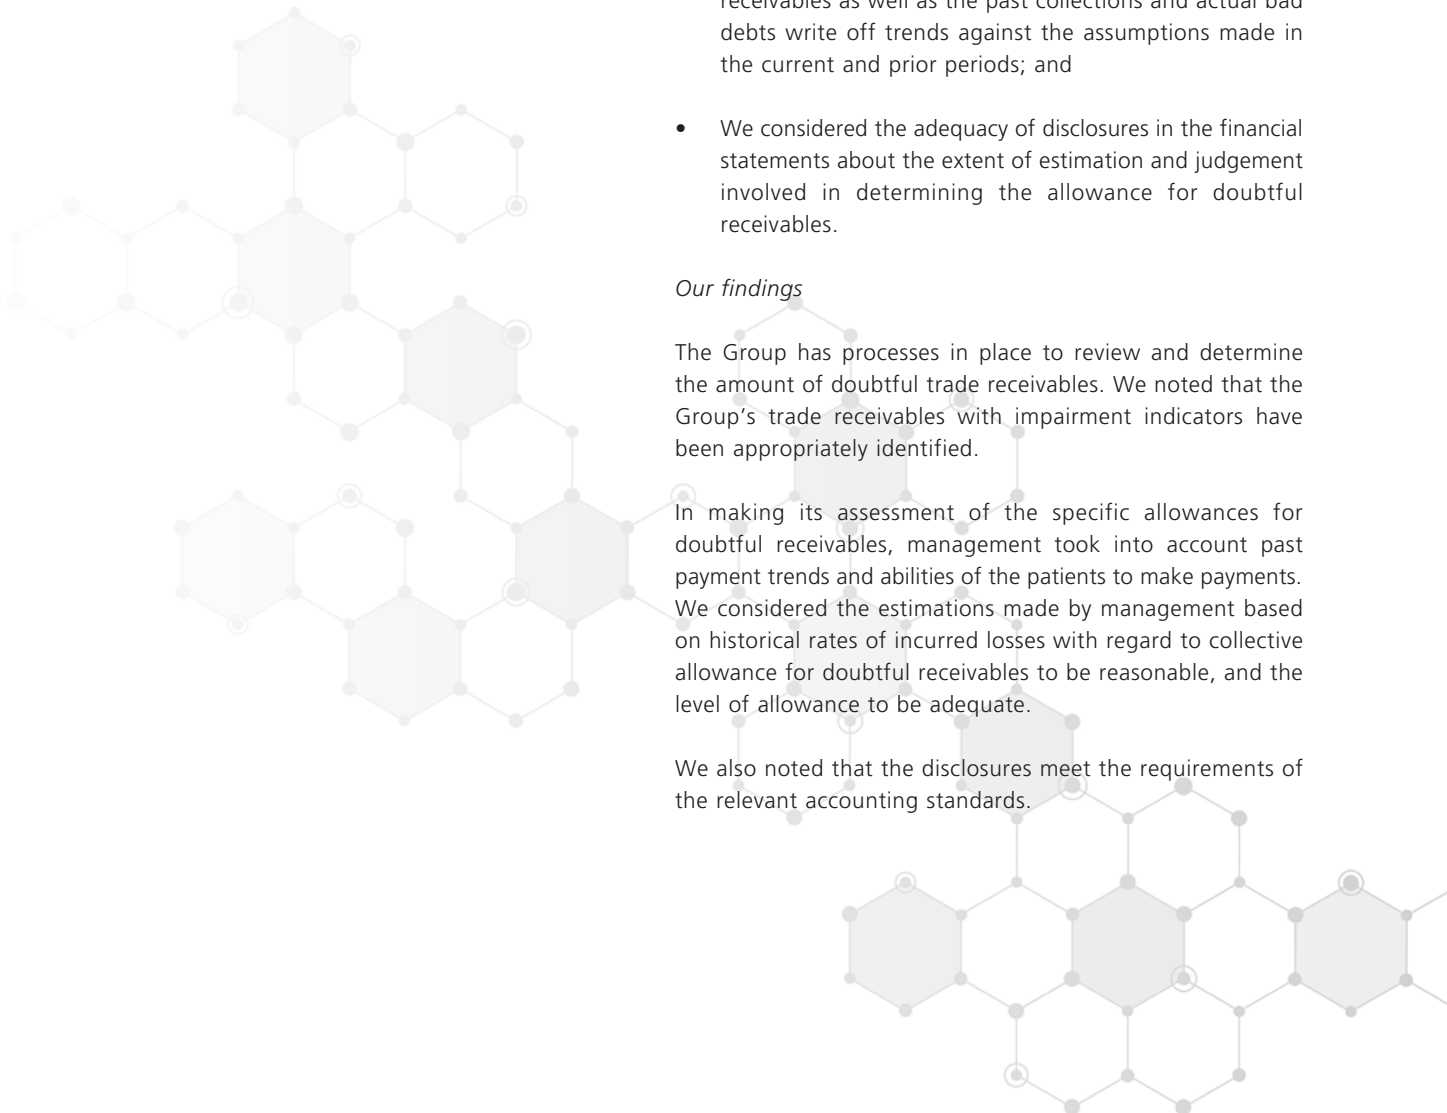 receivables as well as the past collections and actual bad
debts write off trends against the assumptions made in
the current and prior periods; and
• We considered the adequacy of disclosures in the financial
statements about the extent of estimation and judgement
involved in determining the allowance for doubtful
receivables.
Our findings
The Group has processes in place to review and determine
the amount of doubtful trade receivables. We noted that the
Group’s trade receivables with impairment indicators have
been appropriately identified.
In making its assessment of the specific allowances for
doubtful receivables, management took into account past
payment trends and abilities of the patients to make payments.
We considered the estimations made by management based
on historical rates of incurred losses with regard to collective
allowance for doubtful receivables to be reasonable, and the
level of allowance to be adequate.
We also noted that the disclosures meet the requirements of
the relevant accounting standards.